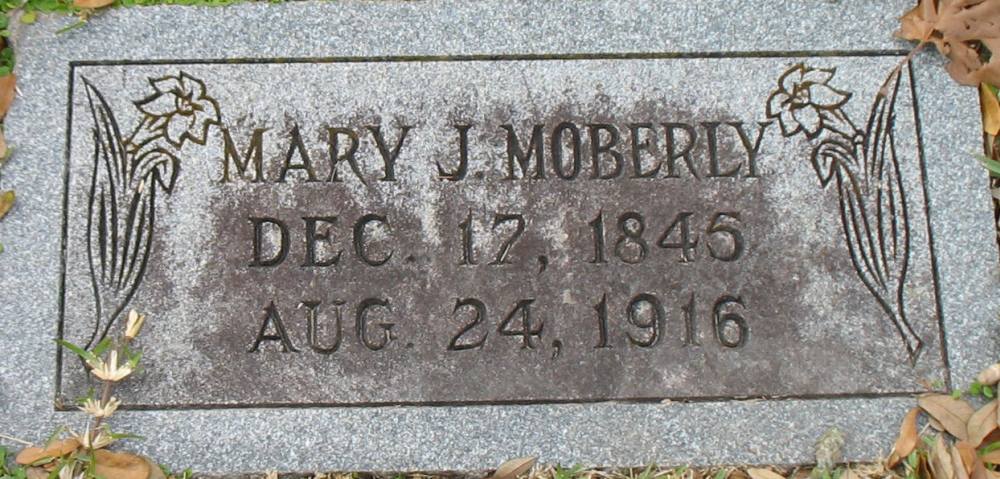 MARY J. MOBERLY
DEC. 17, 1845
AUG. 24, 1916